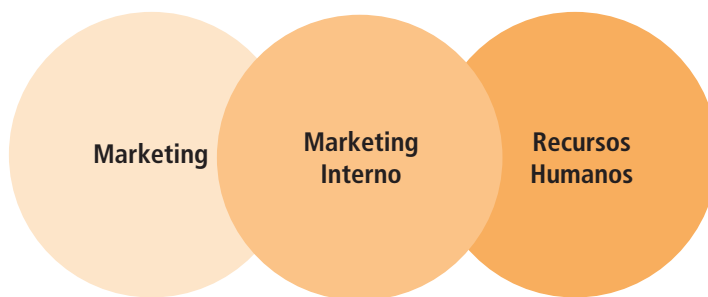 Marketing
Marketing
Interno
Recursos
Humanos